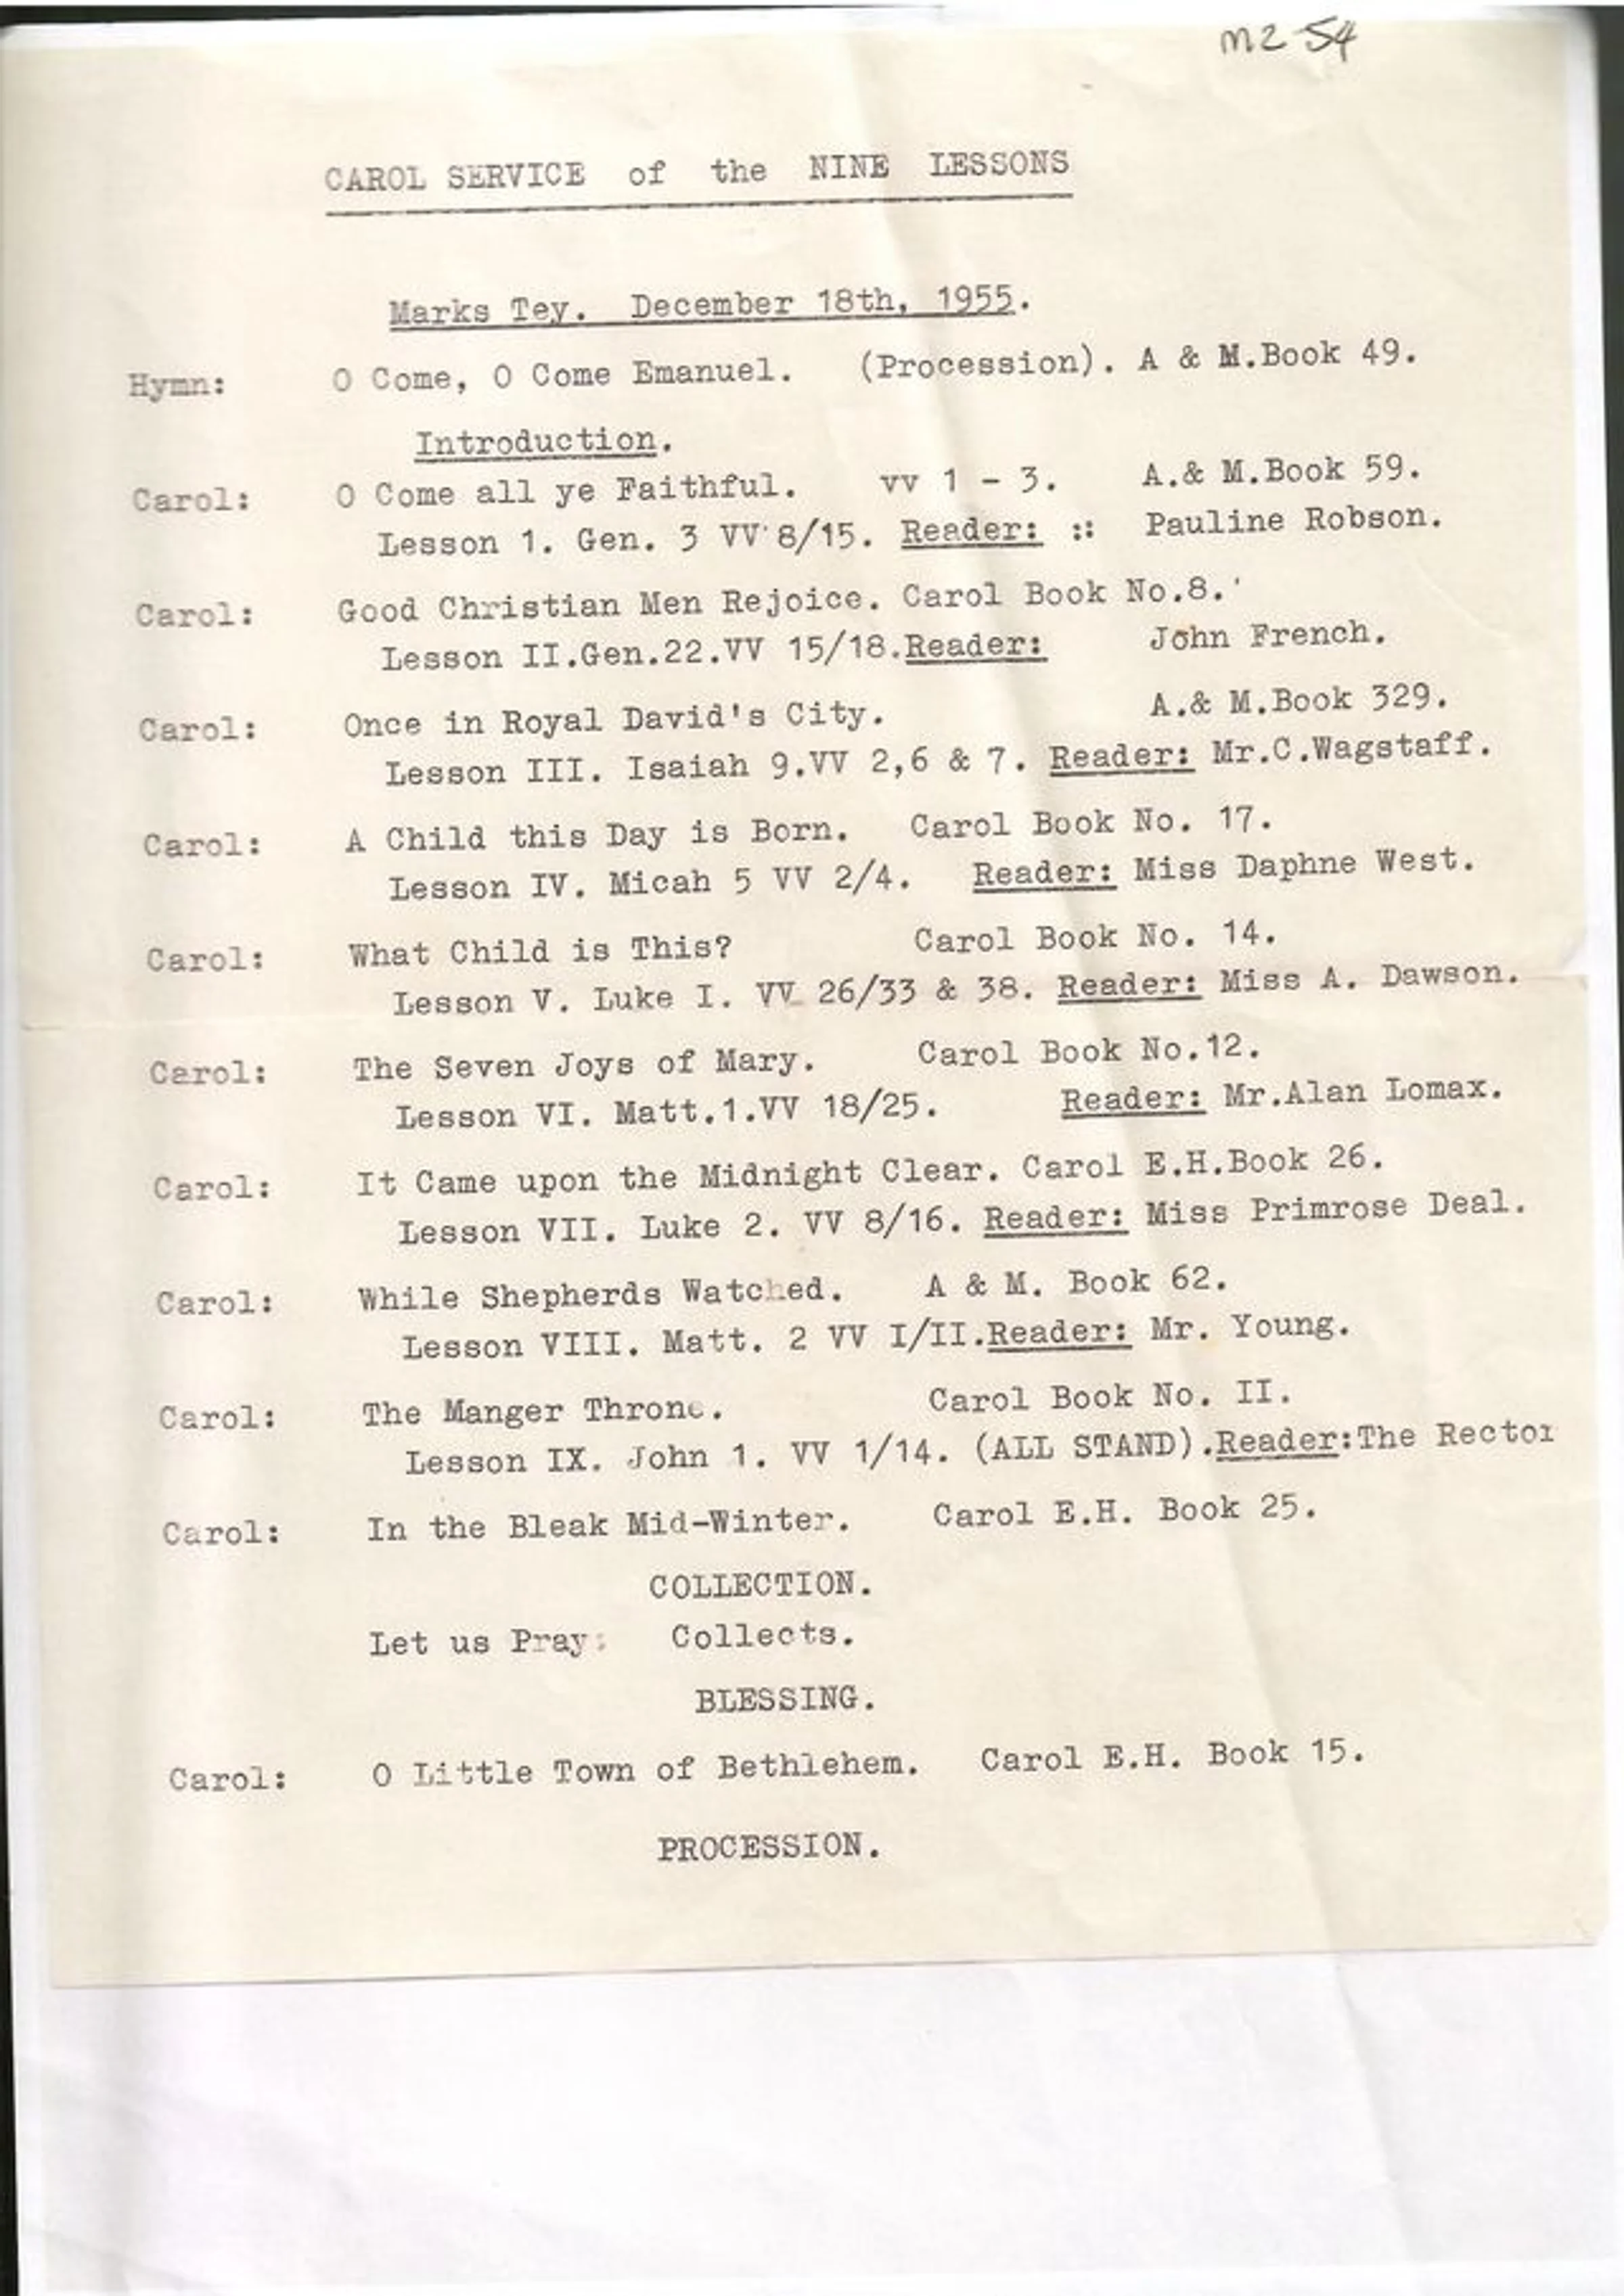 m2 54
CAROL SERVICE of the NINE LESSONS
Marks Tey. December 18th, 1955.
Hymn: O Come, O Come Emanuel. (Procession). A & M.Book 49.
Introduction.
Carol: O Come all ye Faithful. vv 1 - 3. A.& M.Book 59.
Lesson 1. Gen. 3 VV 8/15. Reader: :: Pauline Robson.
Carol: Good Christian Men Rejoice. Carol Book No.8.
Lesson II.Gen.22.VV 15/18.Reader: John French.
Carol: Once in Royal David's City. A.& M.Book 329.
Lesson III. Isaiah 9.VV 2,6 & 7. Reader: Mr.C.Wagstaff.
Carol: A Child this Day is Born. Carol Book No. 17.
Lesson IV. Micah 5 VV 2/4. Reader: Miss Daphne West.
Carol: What Child is This? Carol Book No. 14.
Lesson V. Luke I. VV 26/33 & 38. Reader: Miss A. Dawson.
Carol: The Seven Joys of Mary. Carol Book No.12.
Lesson VI. Matt.1.VV 18/25. Reader: Mr.Alan Lomax.
Carol: It Came upon the Midnight Clear. Carol E.H.Book 26.
Lesson VII. Luke 2. VV 8/16. Reader: Miss Primrose Deal.
Carol: While Shepherds Watched. A & M. Book 62.
Lesson VIII. Matt. 2 VV I/II.Reader: Mr. Young.
Carol: The Manger Throne. Carol Book No. II.
Lesson IX. John 1. VV 1/14. (ALL STAND).Reader:The Rector
Carol: In the Bleak Mid-Winter. Carol E.H. Book 25.
COLLECTION.
Let us Pray: Collects.
BLESSING.
Carol: O Little Town of Bethlehem. Carol E.H. Book 15.
PROCESSION.